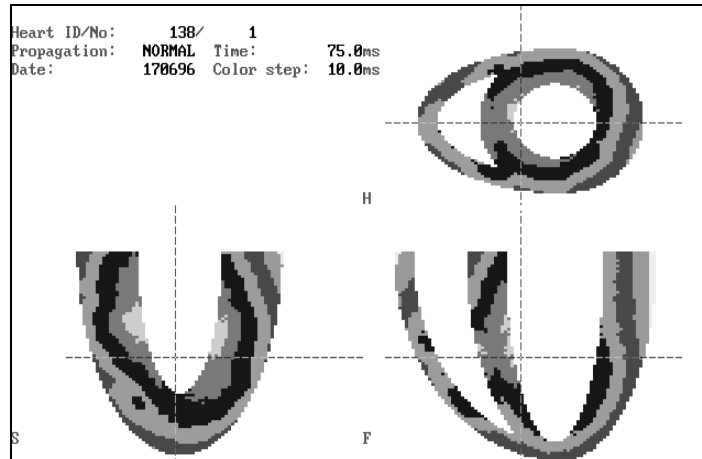 Heart ID/No: 138/ 1
Propagation: NORMAL Time: 75.0ms
Date: 170696 Color step: 10.0ms
H
S
F